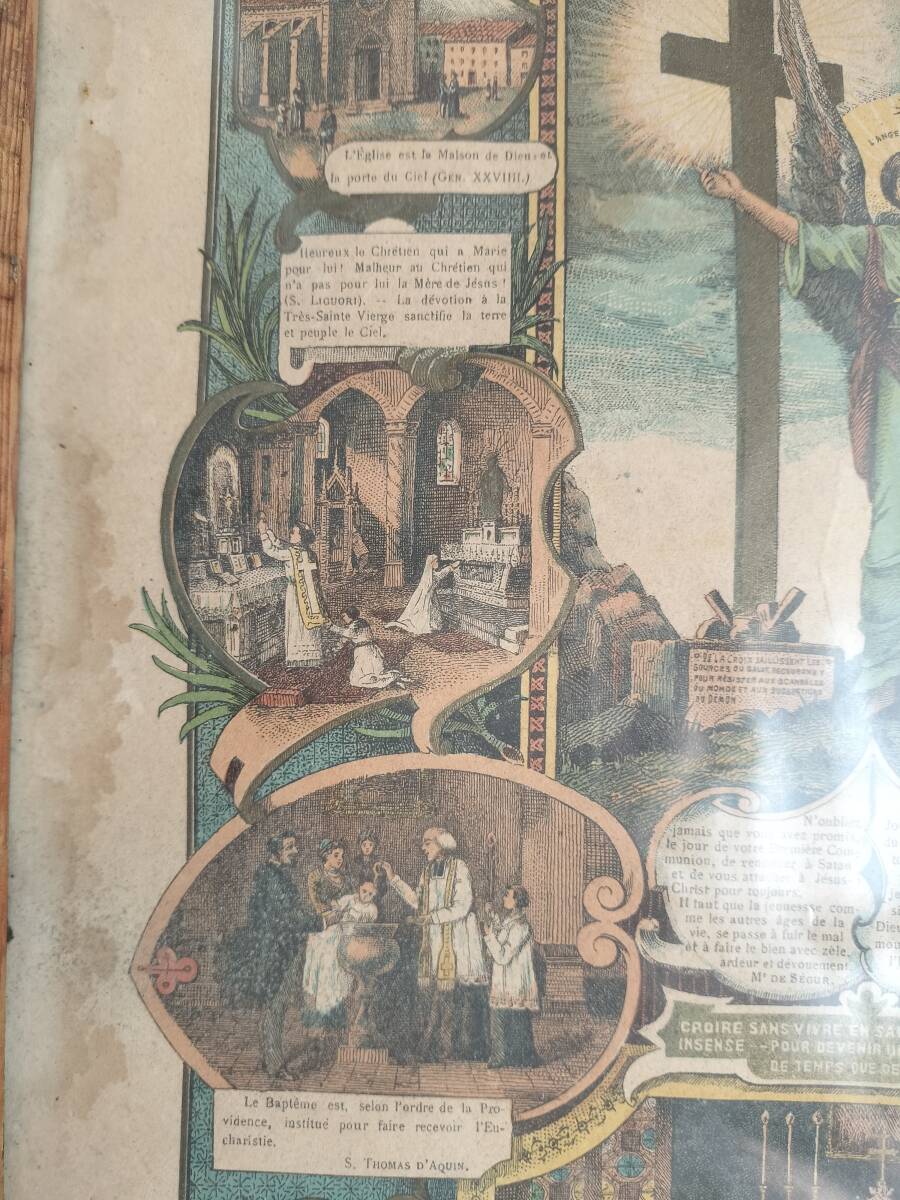 L'Église est la Maison de Dieu et
la porte du Ciel (GEN. XXVIIII.)
Heureux le Chrétien qui a Marie
pour lui! Malheur au Chrétien qui
n'a pas pour lui la Mère de Jésus!
(S. LIGUORI). -- La dévotion à la
Très-Sainte Vierge sanctifie la terre
et peuple le Ciel.
L'ANGE
DE LA CROIX JAILLISSENT LES
SOURCES DU SALUT,
POUR RÉSISTER AUX SCANDALES
DU MONDE ET AUX SUGGESTIONS
DU DÉMON
N'oubliez
jamais que vous avez promis,
le jour de votre Première Com-
munion, de renoncer à Satan
et de vous attacher à Jésus-
Christ pour toujours.
Il faut que la jeunesse com-
me les autres âges de la
vie, se passe à fuir le mal
et à faire le bien avec zèle,
ardeur et dévouement.
Mgr DE SÉGUR.
CROIRE SANS VIVRE EN
INSENSÉ -- POUR DEVENIR
DE TEMPS QUE DE
Le Baptême est, selon l'ordre de la Pro-
vidence, institué pour faire recevoir l'Eu-
charistie.
S. THOMAS D'AQUIN.